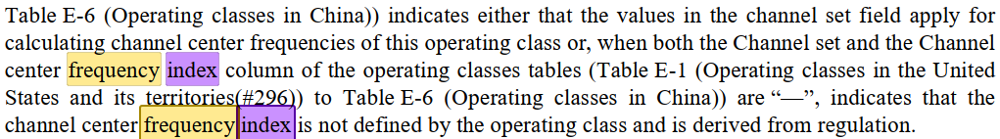 Table E-6 (Operating classes in China)) indicates either that the values in the channel set field apply for
calculating channel center frequencies of this operating class or, when both the Channel set and the Channel
center frequency index column of the operating classes tables (Table E-1 (Operating classes in the United
States and its territories(#296)) to Table E-6 (Operating classes in China)) are “—”, indicates that the
channel center frequency index is not defined by the operating class and is derived from regulation.